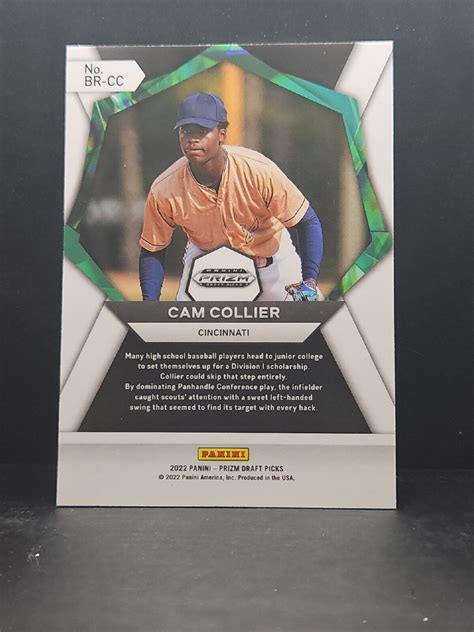 No.
BR-CC
PANINI
PRIZM
DRAFT PICKS
CAM COLLIER
CINCINNATI
Many high school baseball players head to junior college
to set themselves up for a Division I scholarship.
Collier could skip that step entirely.
By dominating Panhandle Conference play, the infielder
caught scouts' attention with a sweet left-handed
swing that seemed to find its target with every hack.
PANINI
2022 PANINI – PRIZM DRAFT PICKS
© 2022 Panini America, Inc. Produced in the USA.